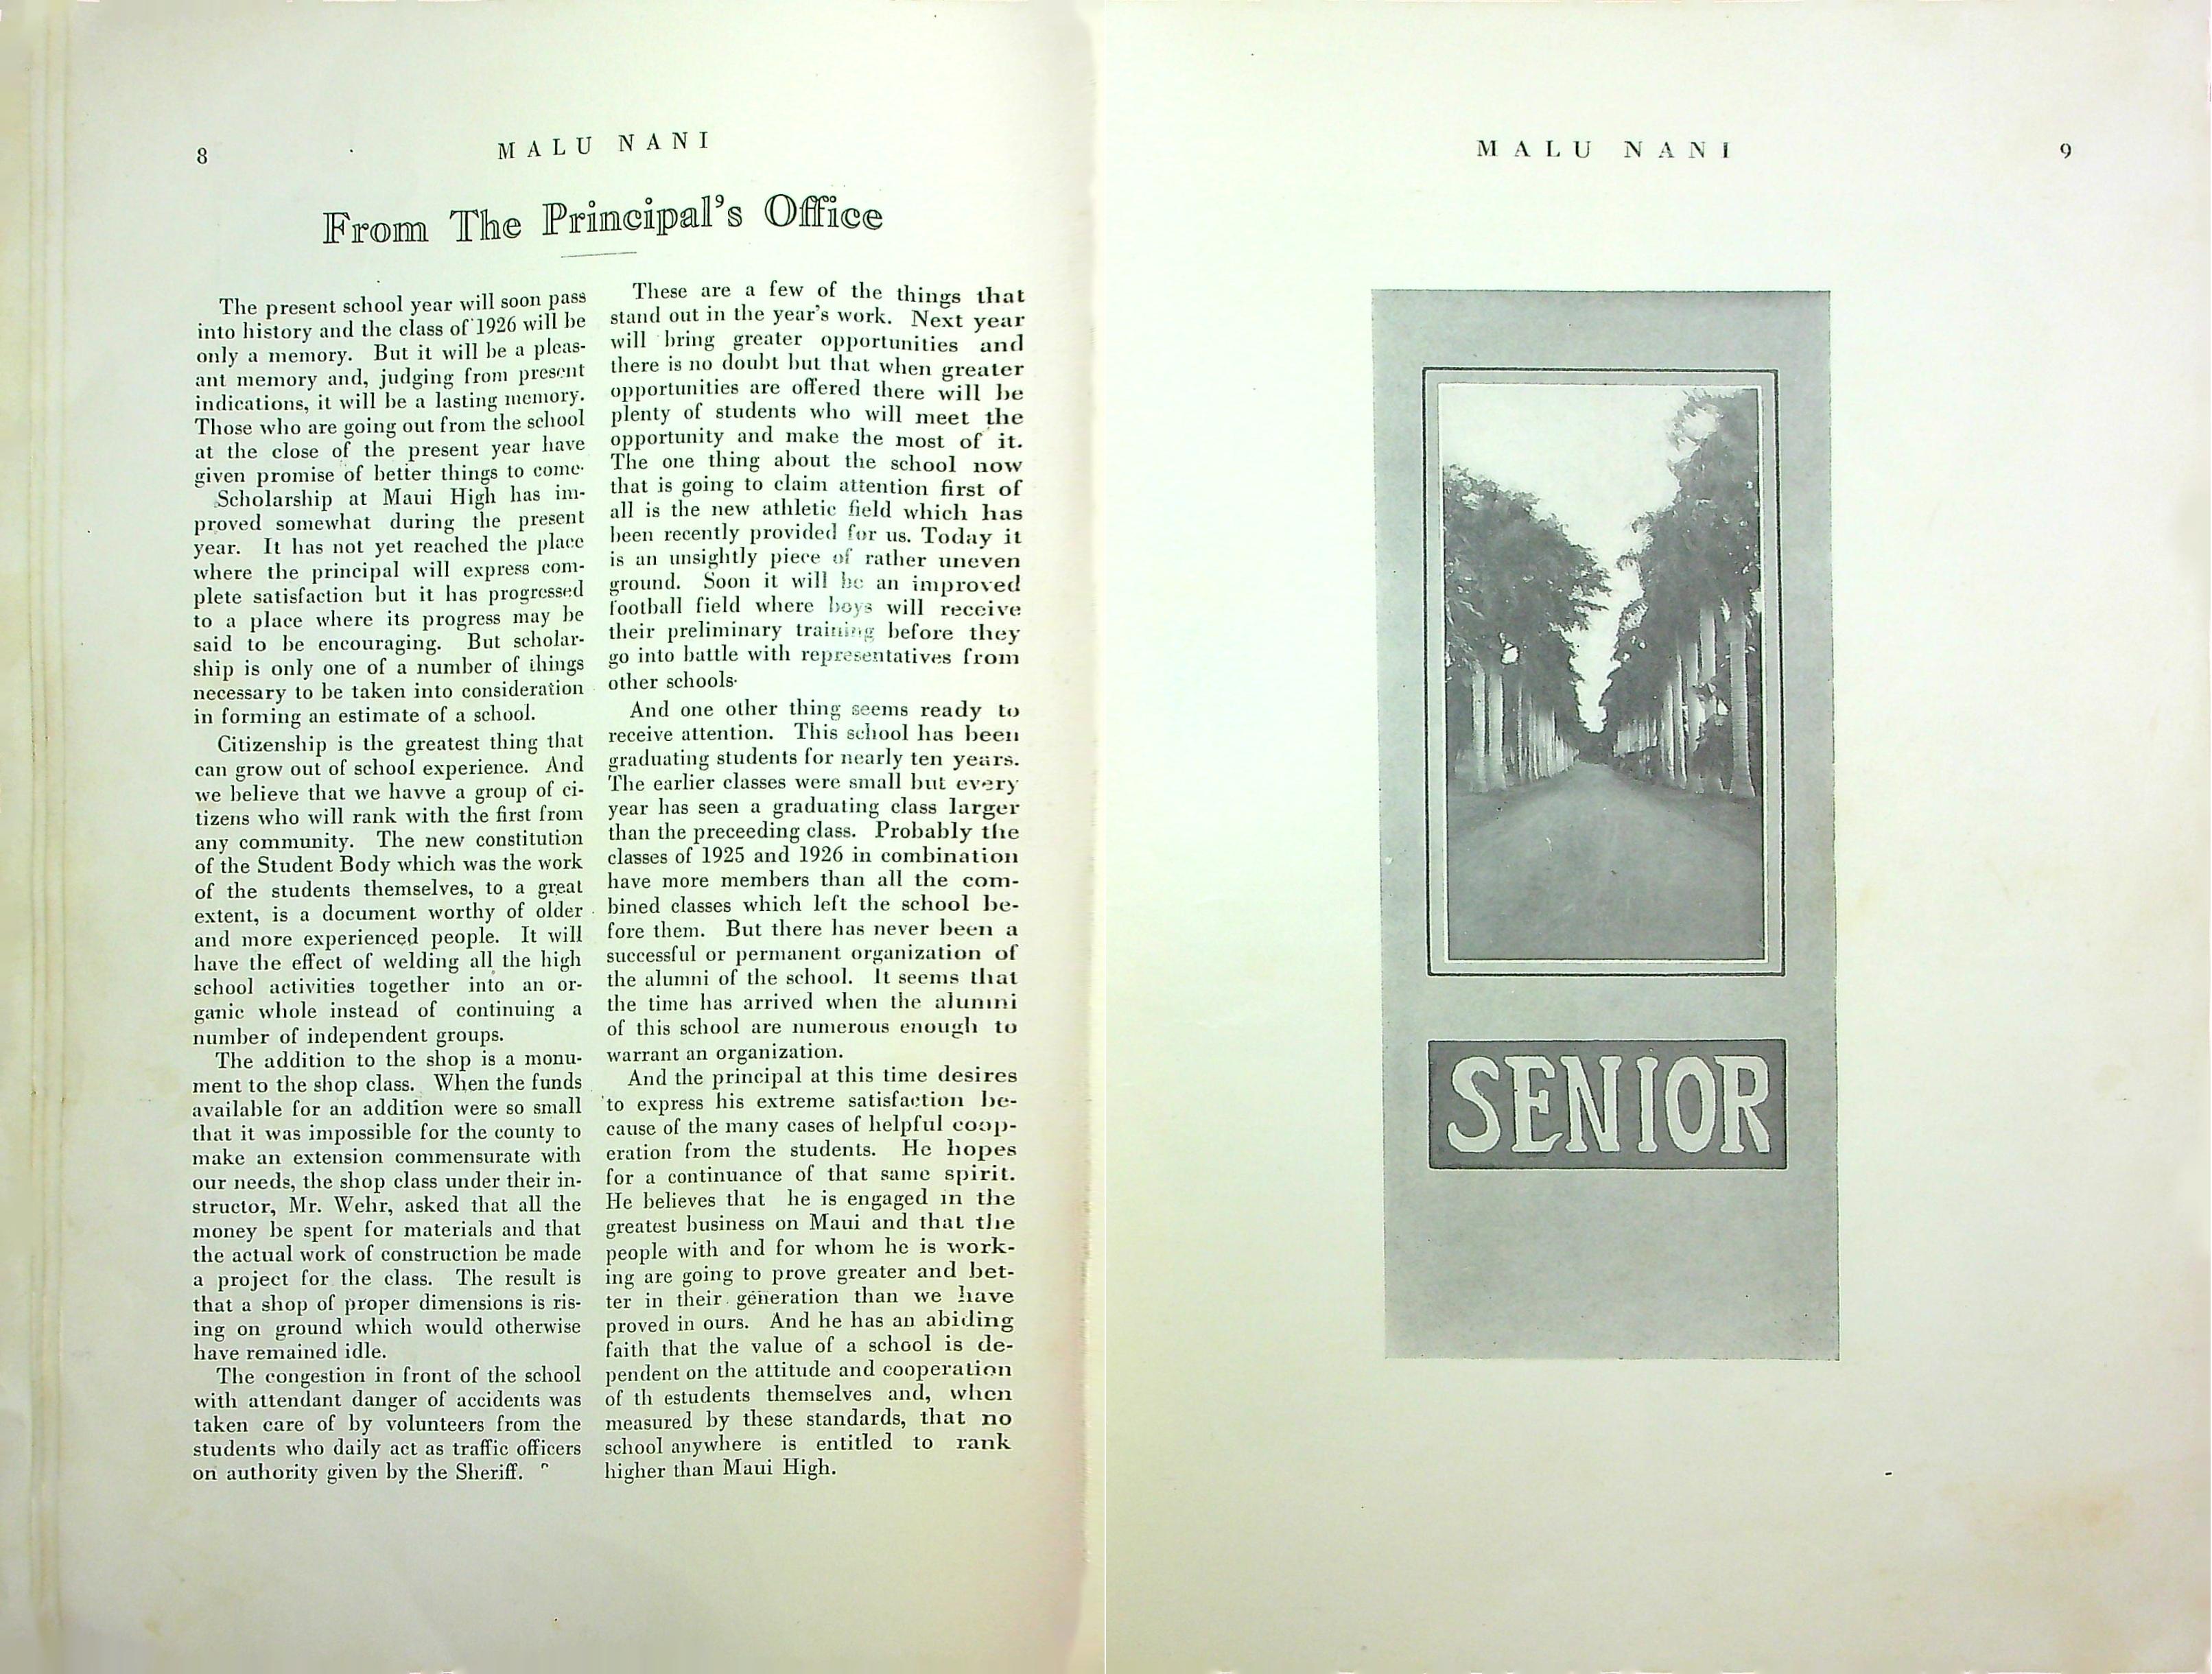 8
MALU NANI
From The Principal's Office
The present school year will soon pass
into history and the class of 1926 will be
only a memory. But it will be a pleas-
ant memory and, judging from present
indications, it will be a lasting memory.
Those who are going out from the school
at the close of the present year have
given promise of better things to come.
Scholarship at Maui High has im-
proved somewhat during the present
year. It has not yet reached the place
where the principal will express com-
plete satisfaction but it has progressed
to a place where its progress may be
said to be encouraging. But scholar-
ship is only one of a number of things
necessary to be taken into consideration
in forming an estimate of a school.
Citizenship is the greatest thing that
can grow out of school experience. And
we believe that we havve a group of ci-
tizens who will rank with the first from
any community. The new constitution
of the Student Body which was the work
of the students themselves, to a great
extent, is a document worthy of older
and more experienced people. It will
have the effect of welding all the high
school activities together into an or-
ganic whole instead of continuing a
number of independent groups.
The addition to the shop is a monu-
ment to the shop class. When the funds
available for an addition were so small
that it was impossible for the county to
make an extension commensurate with
our needs, the shop class under their in-
structor, Mr. Wehr, asked that all the
money be spent for materials and that
the actual work of construction be made
a project for the class. The result is
that a shop of proper dimensions is ris-
ing on ground which would otherwise
have remained idle.
The congestion in front of the school
with attendant danger of accidents was
taken care of by volunteers from the
students who daily act as traffic officers
on authority given by the Sheriff.
These are a few of the things that
stand out in the year's work. Next year
will bring greater opportunities and
there is no doubt but that when greater
opportunities are offered there will be
plenty of students who will meet the
opportunity and make the most of it.
The one thing about the school now
that is going to claim attention first of
all is the new athletic field which has
been recently provided for us. Today it
is an unsightly piece of rather uneven
ground. Soon it will be an improved
football field where boys will receive
their preliminary training before they
go into battle with representatives from
other schools.
And one other thing seems ready to
receive attention. This school has been
graduating students for nearly ten years.
The earlier classes were small but every
year has seen a graduating class larger
than the preceeding class. Probably the
classes of 1925 and 1926 in combination
have more members than all the com-
bined classes which left the school be-
fore them. But there has never been a
successful or permanent organization of
the alumni of the school. It seems that
the time has arrived when the alumni
of this school are numerous enough to
warrant an organization.
And the principal at this time desires
to express his extreme satisfaction be-
cause of the many cases of helpful coop-
eration from the students. He hopes
for a continuance of that same spirit.
He believes that he is engaged in the
greatest business on Maui and that the
people with and for whom he is work-
ing are going to prove greater and bet-
ter in their generation than we have
proved in ours. And he has an abiding
faith that the value of a school is de-
pendent on the attitude and cooperation
of th estudents themselves and, when
measured by these standards, that no
school anywhere is entitled to rank
higher than Maui High.
MALU NANI
9
SENIOR